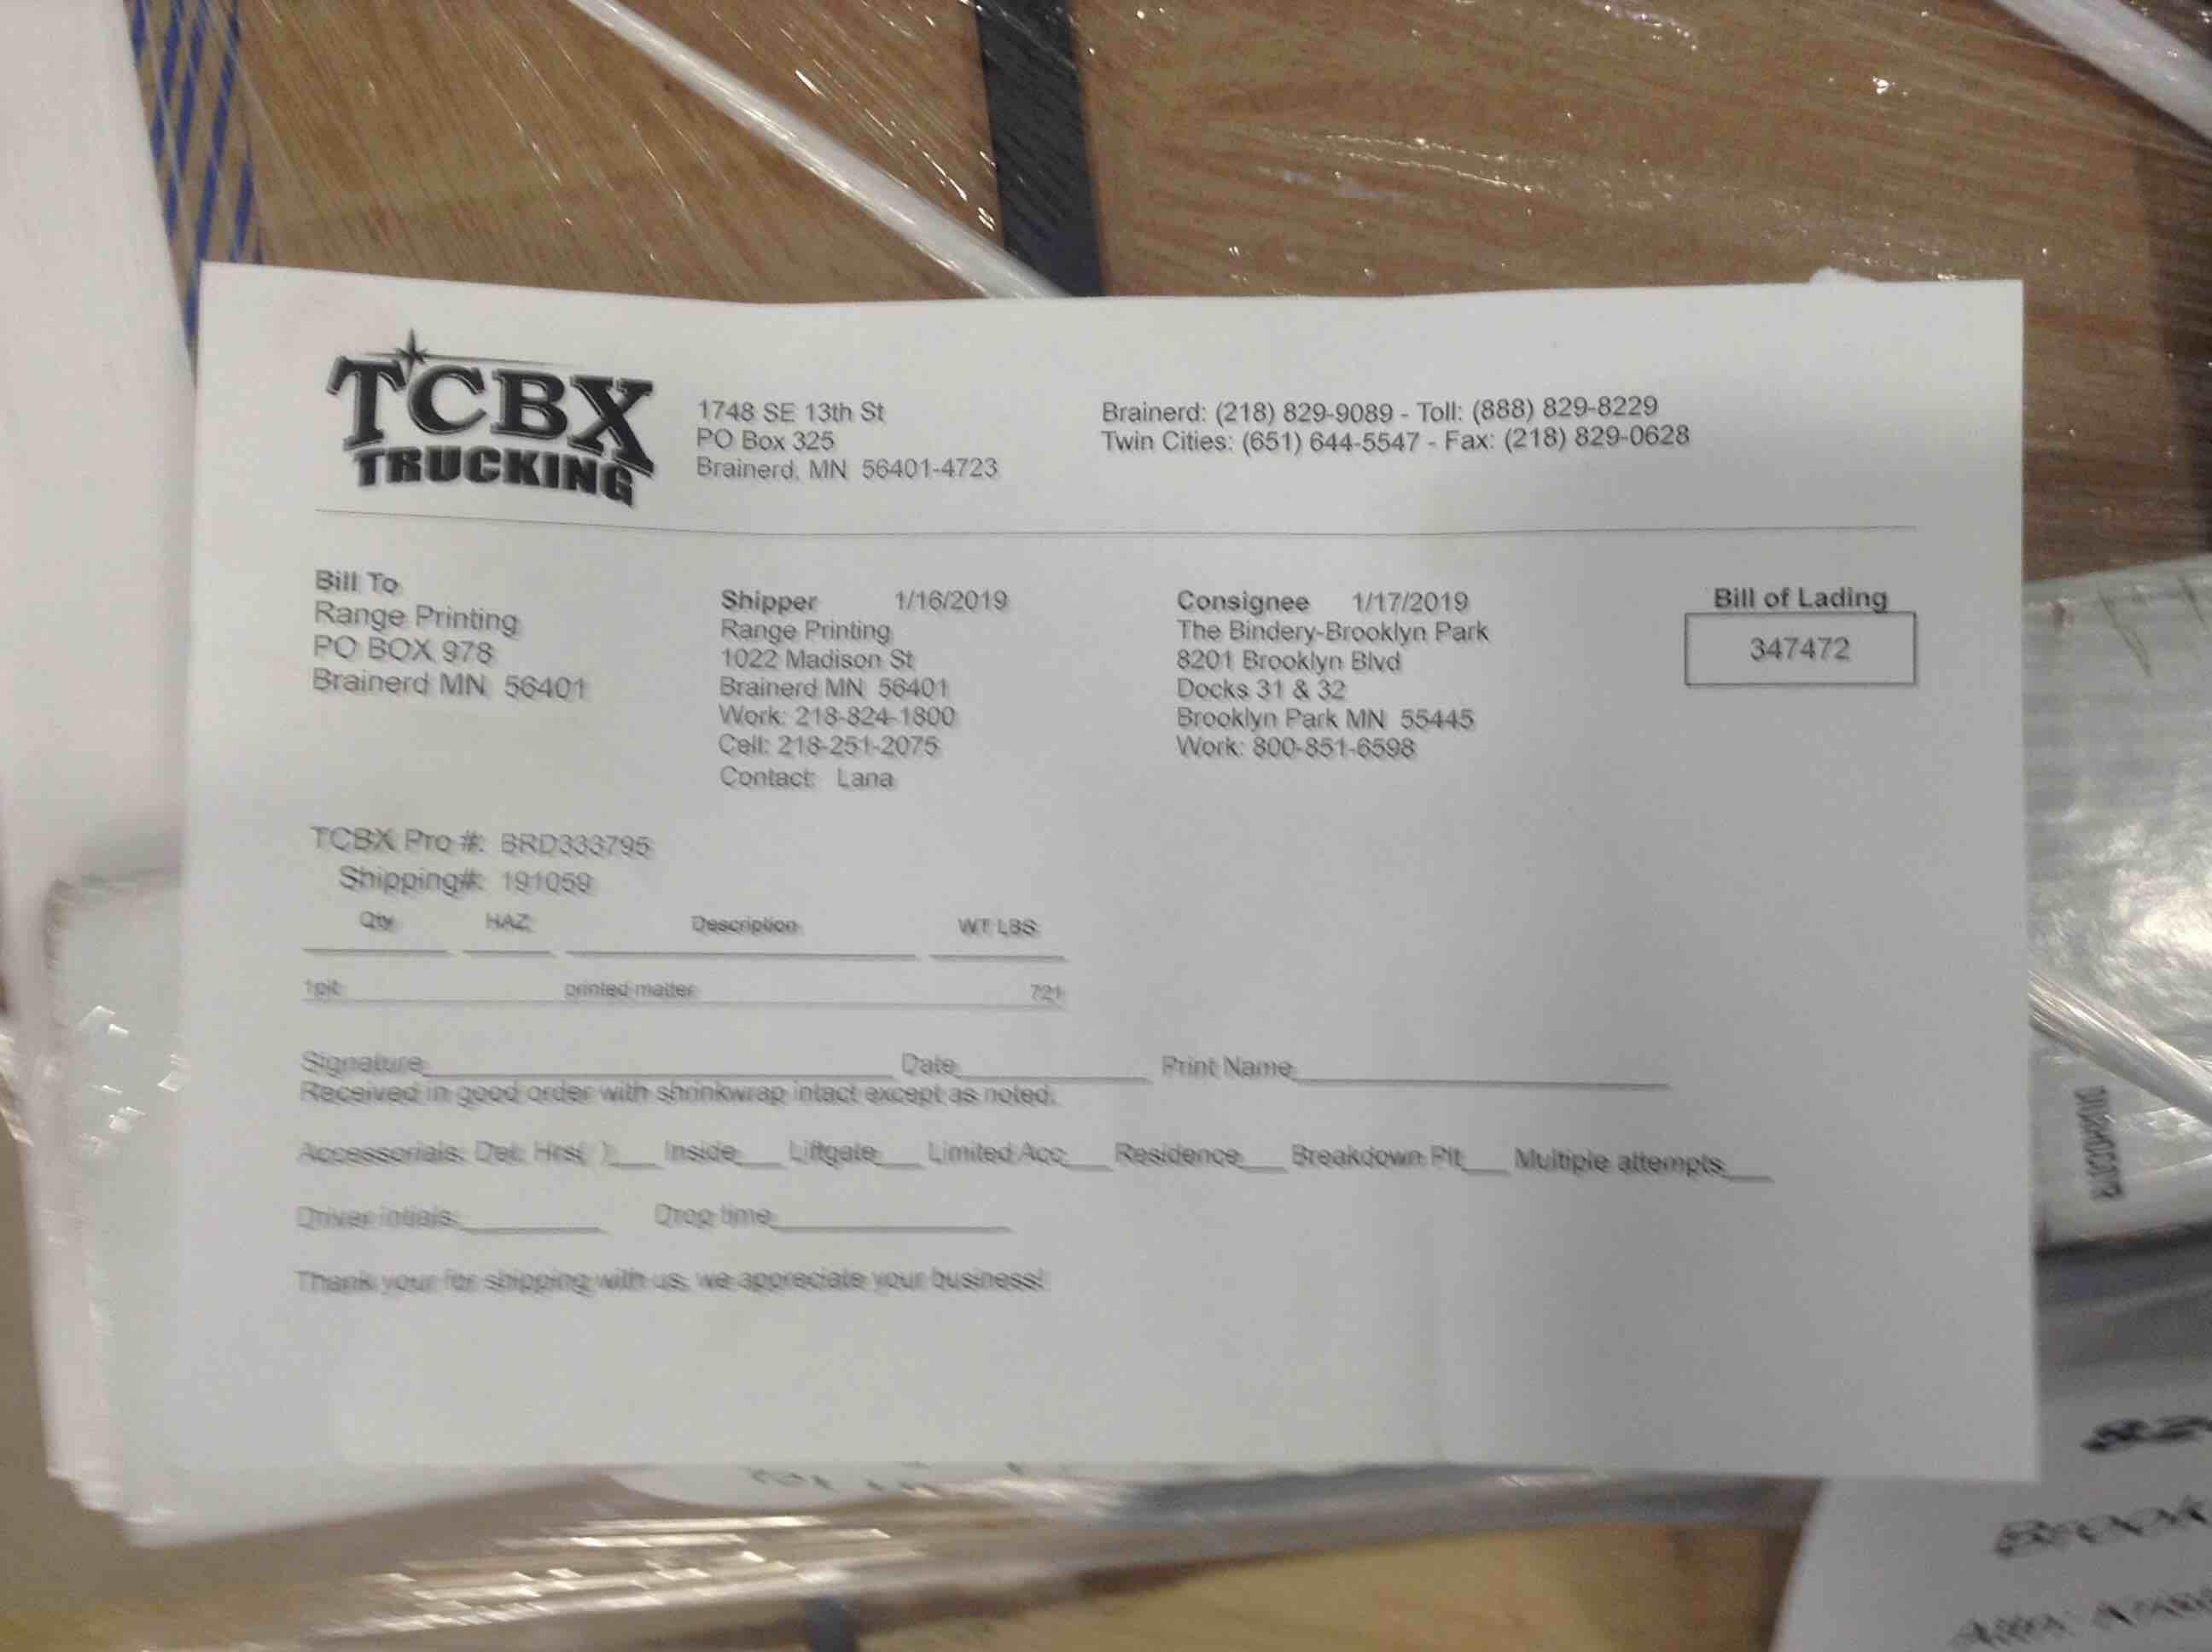 TCBX
TRUCKING
1748 SE 13th St
PO Box 325
Brainerd, MN 56401-4723
Brainerd: (218) 829-9089 - Toll: (888) 829-8229
Twin Cities: (651) 644-5547 - Fax: (218) 829-0628
Bill To
Range Printing
PO BOX 978
Brainerd MN 56401
Shipper 1/16/2019
Range Printing
1022 Madison St
Brainerd MN 56401
Work: 218-824-1800
Cell: 218-251-2075
Contact: Lana
Consignee 1/17/2019
The Bindery-Brooklyn Park
8201 Brooklyn Blvd
Docks 31 & 32
Brooklyn Park MN 55445
Work: 800-851-6598
Bill of Lading
347472
TCBX Pro #: BRD333795
Shipping#: 191059
Qty HAZ Description WT LBS
1plt printed matter 721
Signature Date Print Name
Received in good order with shrinkwrap intact except as noted.
Accessorials: Det: Hrs( ): Inside Liftgate Limited Acc Residence Breakdown Plt Multiple attempts
Driver intials: Drop time
Thank your for shipping with us, we appreciate your business!